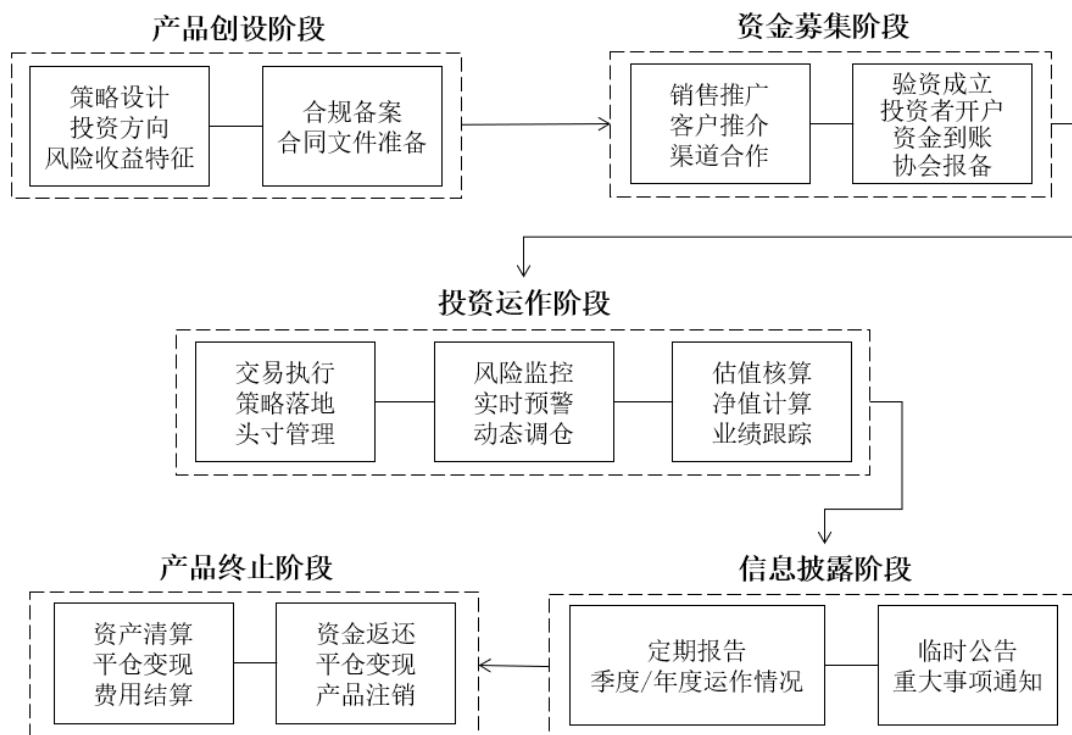 产品创设阶段
策略设计
投资方向
风险收益特征
合规备案
合同文件准备
资金募集阶段
销售推广
客户推介
渠道合作
验资成立
投资者开户
资金到账
协会报备
投资运作阶段
交易执行
策略落地
头寸管理
风险监控
实时预警
动态调仓
估值核算
净值计算
业绩跟踪
信息披露阶段
定期报告
季度/年度运作情况
临时公告
重大事项通知
产品终止阶段
资产清算
平仓变现
费用结算
资金返还
平仓变现
产品注销